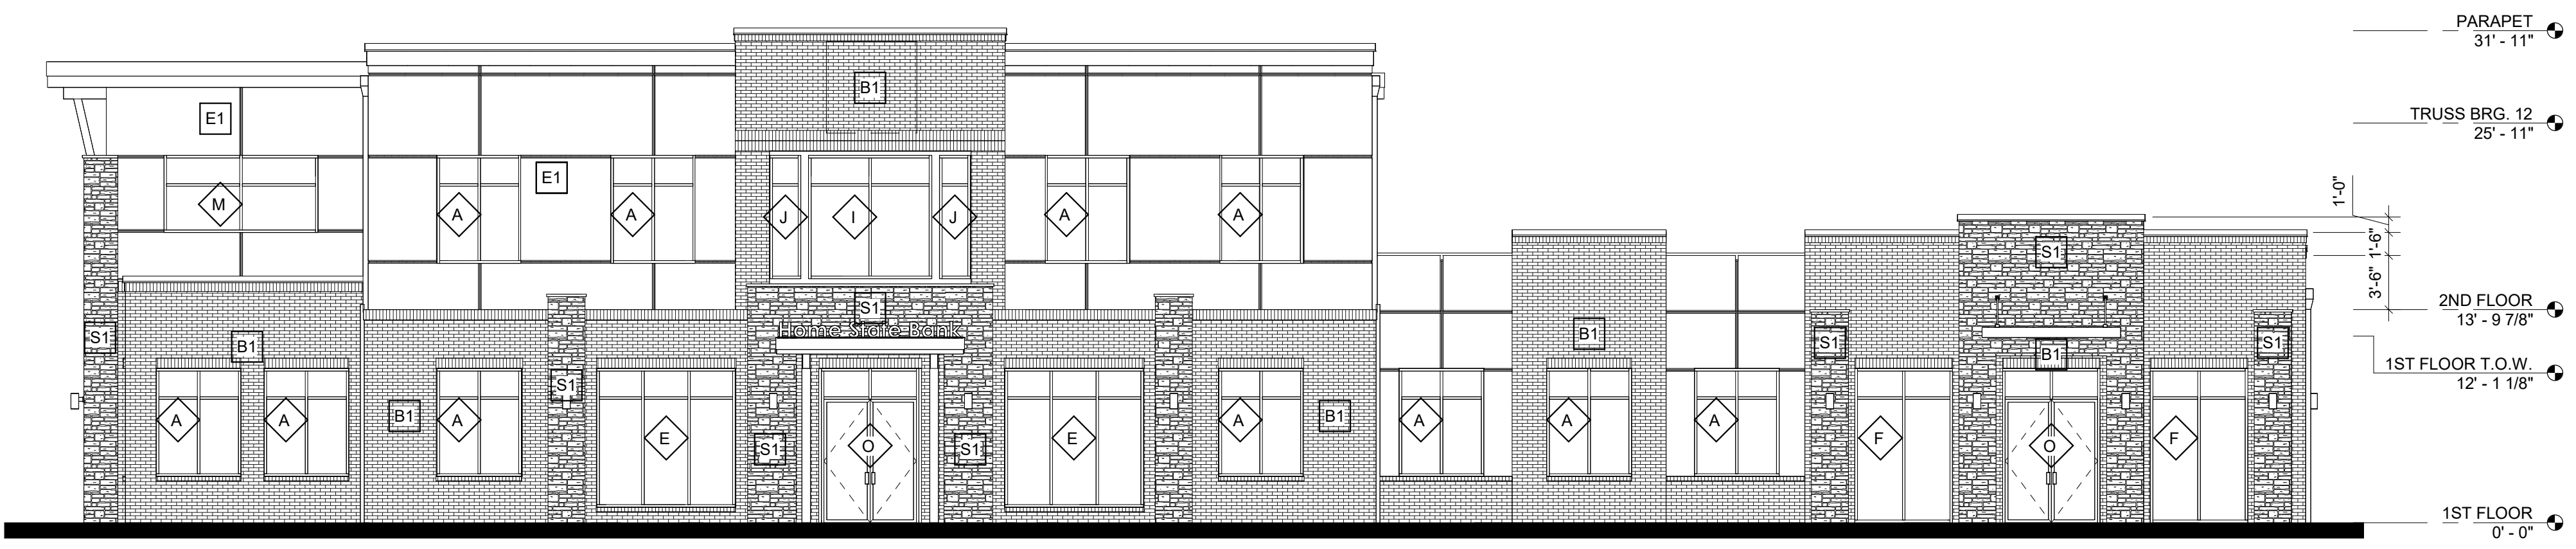 PARAPET
31' - 11"
B1
TRUSS BRG. 12
25' - 11"
E1
E1
1'-0"
M
A
A
J
I
J
A
A
S1
1'-6"
3'-6"
2ND FLOOR
13' - 9 7/8"
S1
Home State Bank
S1
B1
B1
S1
B1
S1
1ST FLOOR T.O.W.
12' - 1 1/8"
S1
A
A
B1
A
E
S1
O
S1
E
A
B1
A
A
A
F
O
F
1ST FLOOR
0' - 0"